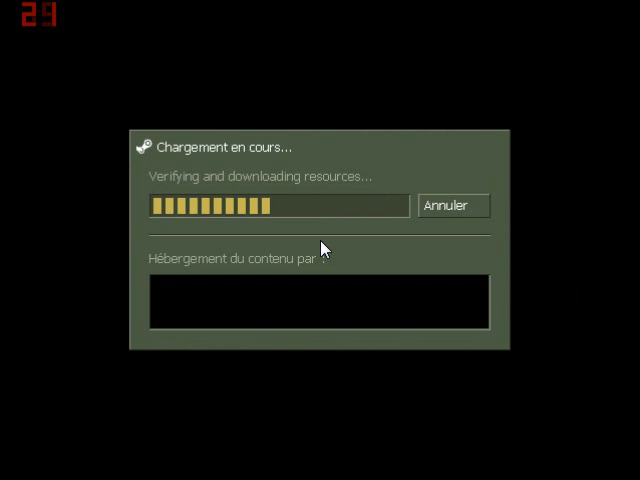 29
Chargement en cours...
Verifying and downloading resources...
Annuler
Hébergement du contenu par :